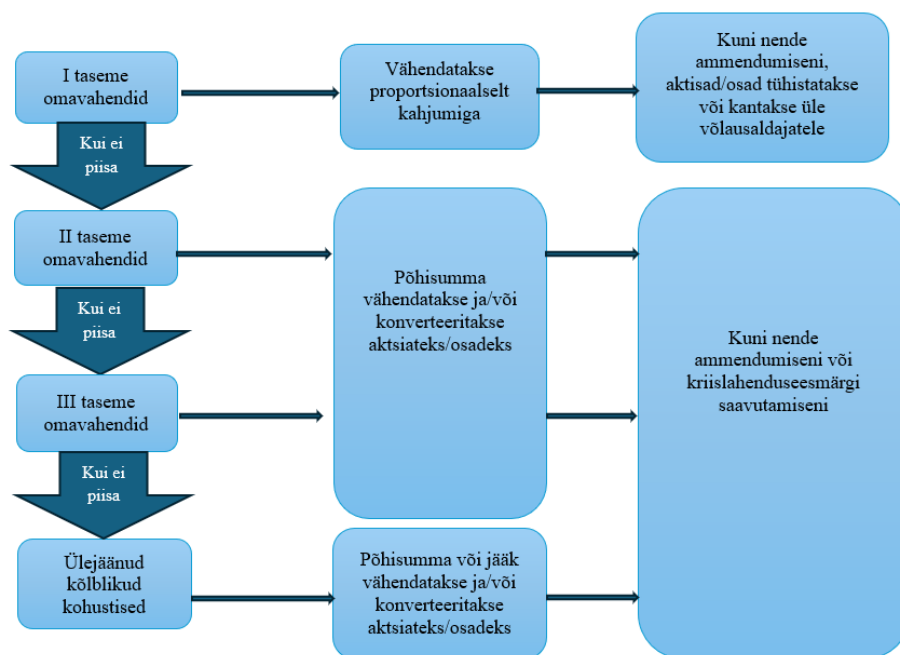 I taseme
omavahendid
Vähendatakse
proportsionaalselt
kahjumiga
Kuni nende
ammendumiseni,
aktisad/osad tühistatakse
või kantakse üle
võlausaldajatele
Kui ei
piisa
II taseme
omavahendid
Põhisumma
vähendatakse ja/või
konverteeritakse
aktsiateks/osadeks
Kuni nende
ammendumiseni või
kriislahenduseesmärgi
saavutamiseni
Kui ei
piisa
III taseme
omavahendid
Kui ei
piisa
Ülejäänud
kõlblikud
kohustised
Põhisumma või jääk
vähendatakse ja/või
konverteeritakse
aktsiateks/osadeks